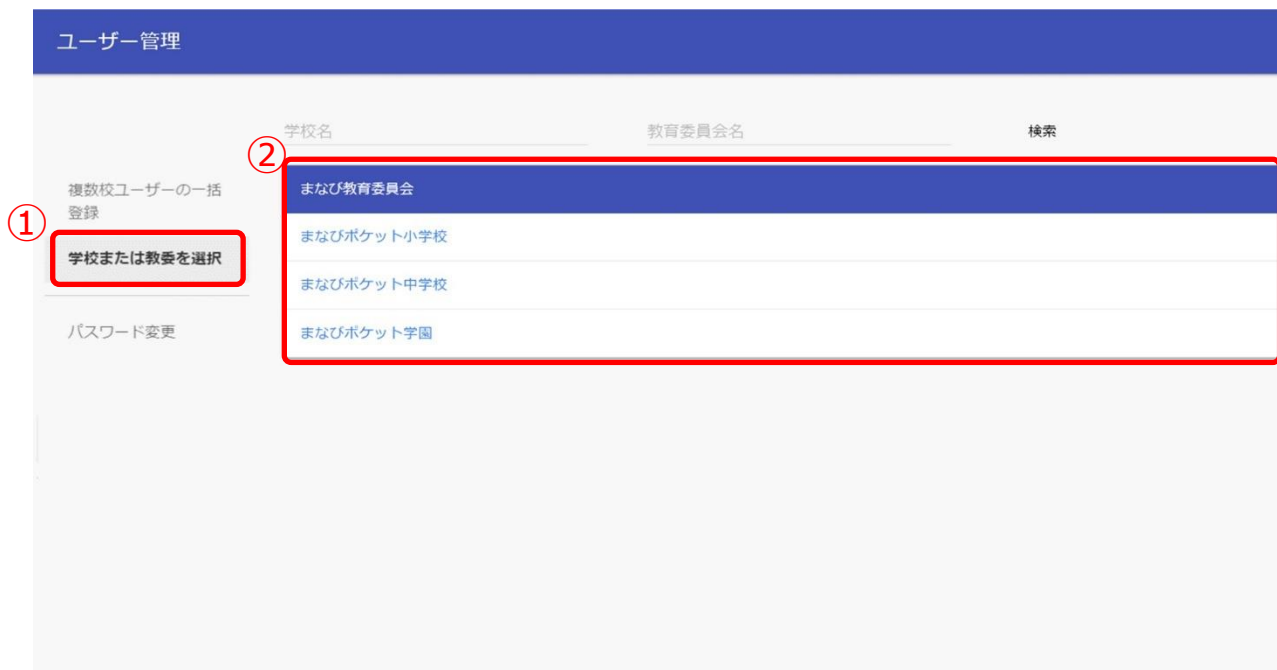 ユーザー管理
学校名 教育委員会名 検索
②
複数校ユーザーの一括
登録
①
学校または教委を選択
パスワード変更
まなび教育委員会
まなびポケット小学校
まなびポケット中学校
まなびポケット学園